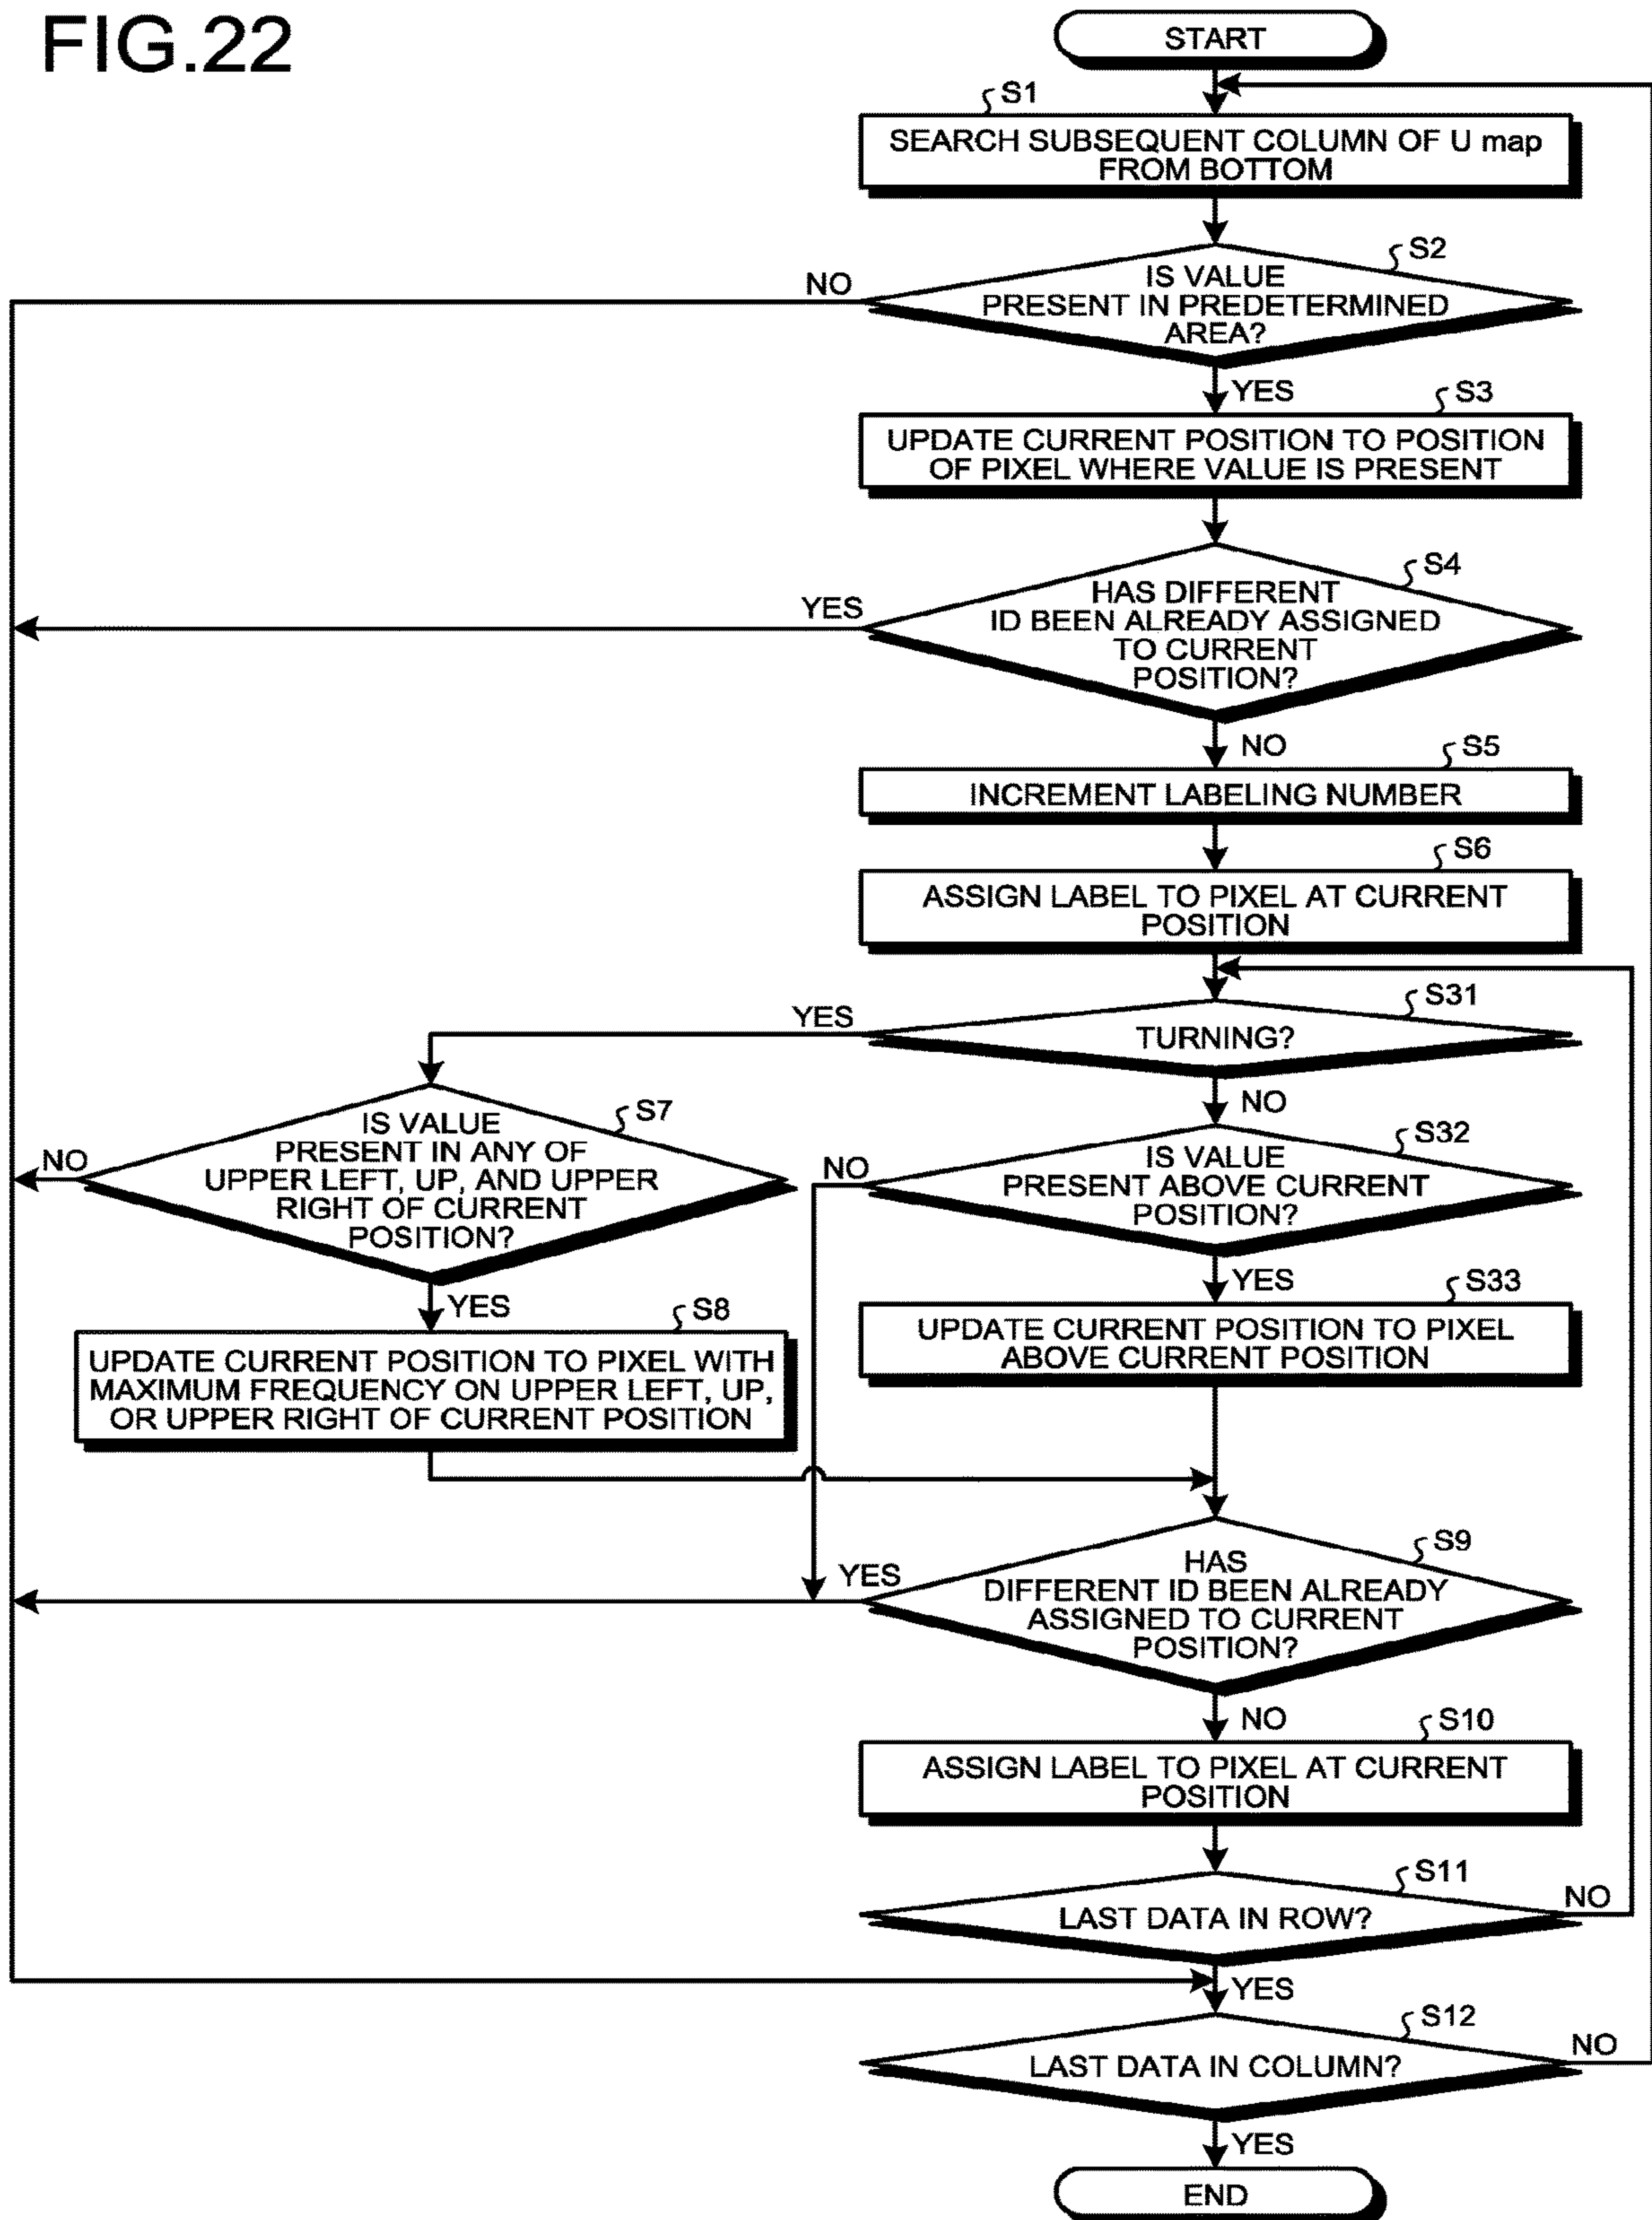 FIG.22
START
S1
SEARCH SUBSEQUENT COLUMN OF U map
FROM BOTTOM
S2
NO
IS VALUE
PRESENT IN PREDETERMINED
AREA?
YES
S3
UPDATE CURRENT POSITION TO POSITION
OF PIXEL WHERE VALUE IS PRESENT
S4
YES
HAS DIFFERENT
ID BEEN ALREADY ASSIGNED
TO CURRENT
POSITION?
NO
S5
INCREMENT LABELING NUMBER
S6
ASSIGN LABEL TO PIXEL AT CURRENT
POSITION
S31
YES
TURNING?
NO
S7
NO
IS VALUE
PRESENT IN ANY OF
UPPER LEFT, UP, AND UPPER
RIGHT OF CURRENT
POSITION?
S32
NO
IS VALUE
PRESENT ABOVE CURRENT
POSITION?
YES
S8
UPDATE CURRENT POSITION TO PIXEL WITH
MAXIMUM FREQUENCY ON UPPER LEFT, UP,
OR UPPER RIGHT OF CURRENT POSITION
YES
S33
UPDATE CURRENT POSITION TO PIXEL
ABOVE CURRENT POSITION
S9
YES
HAS
DIFFERENT ID BEEN ALREADY
ASSIGNED TO CURRENT
POSITION?
NO
S10
ASSIGN LABEL TO PIXEL AT CURRENT
POSITION
S11
NO
LAST DATA IN ROW?
YES
S12
NO
LAST DATA IN COLUMN?
YES
END